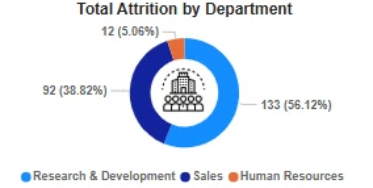 Total Attrition by Department
12 (5.06%)
92 (38.82%)
133 (56.12%)
Research & Development Sales Human Resources